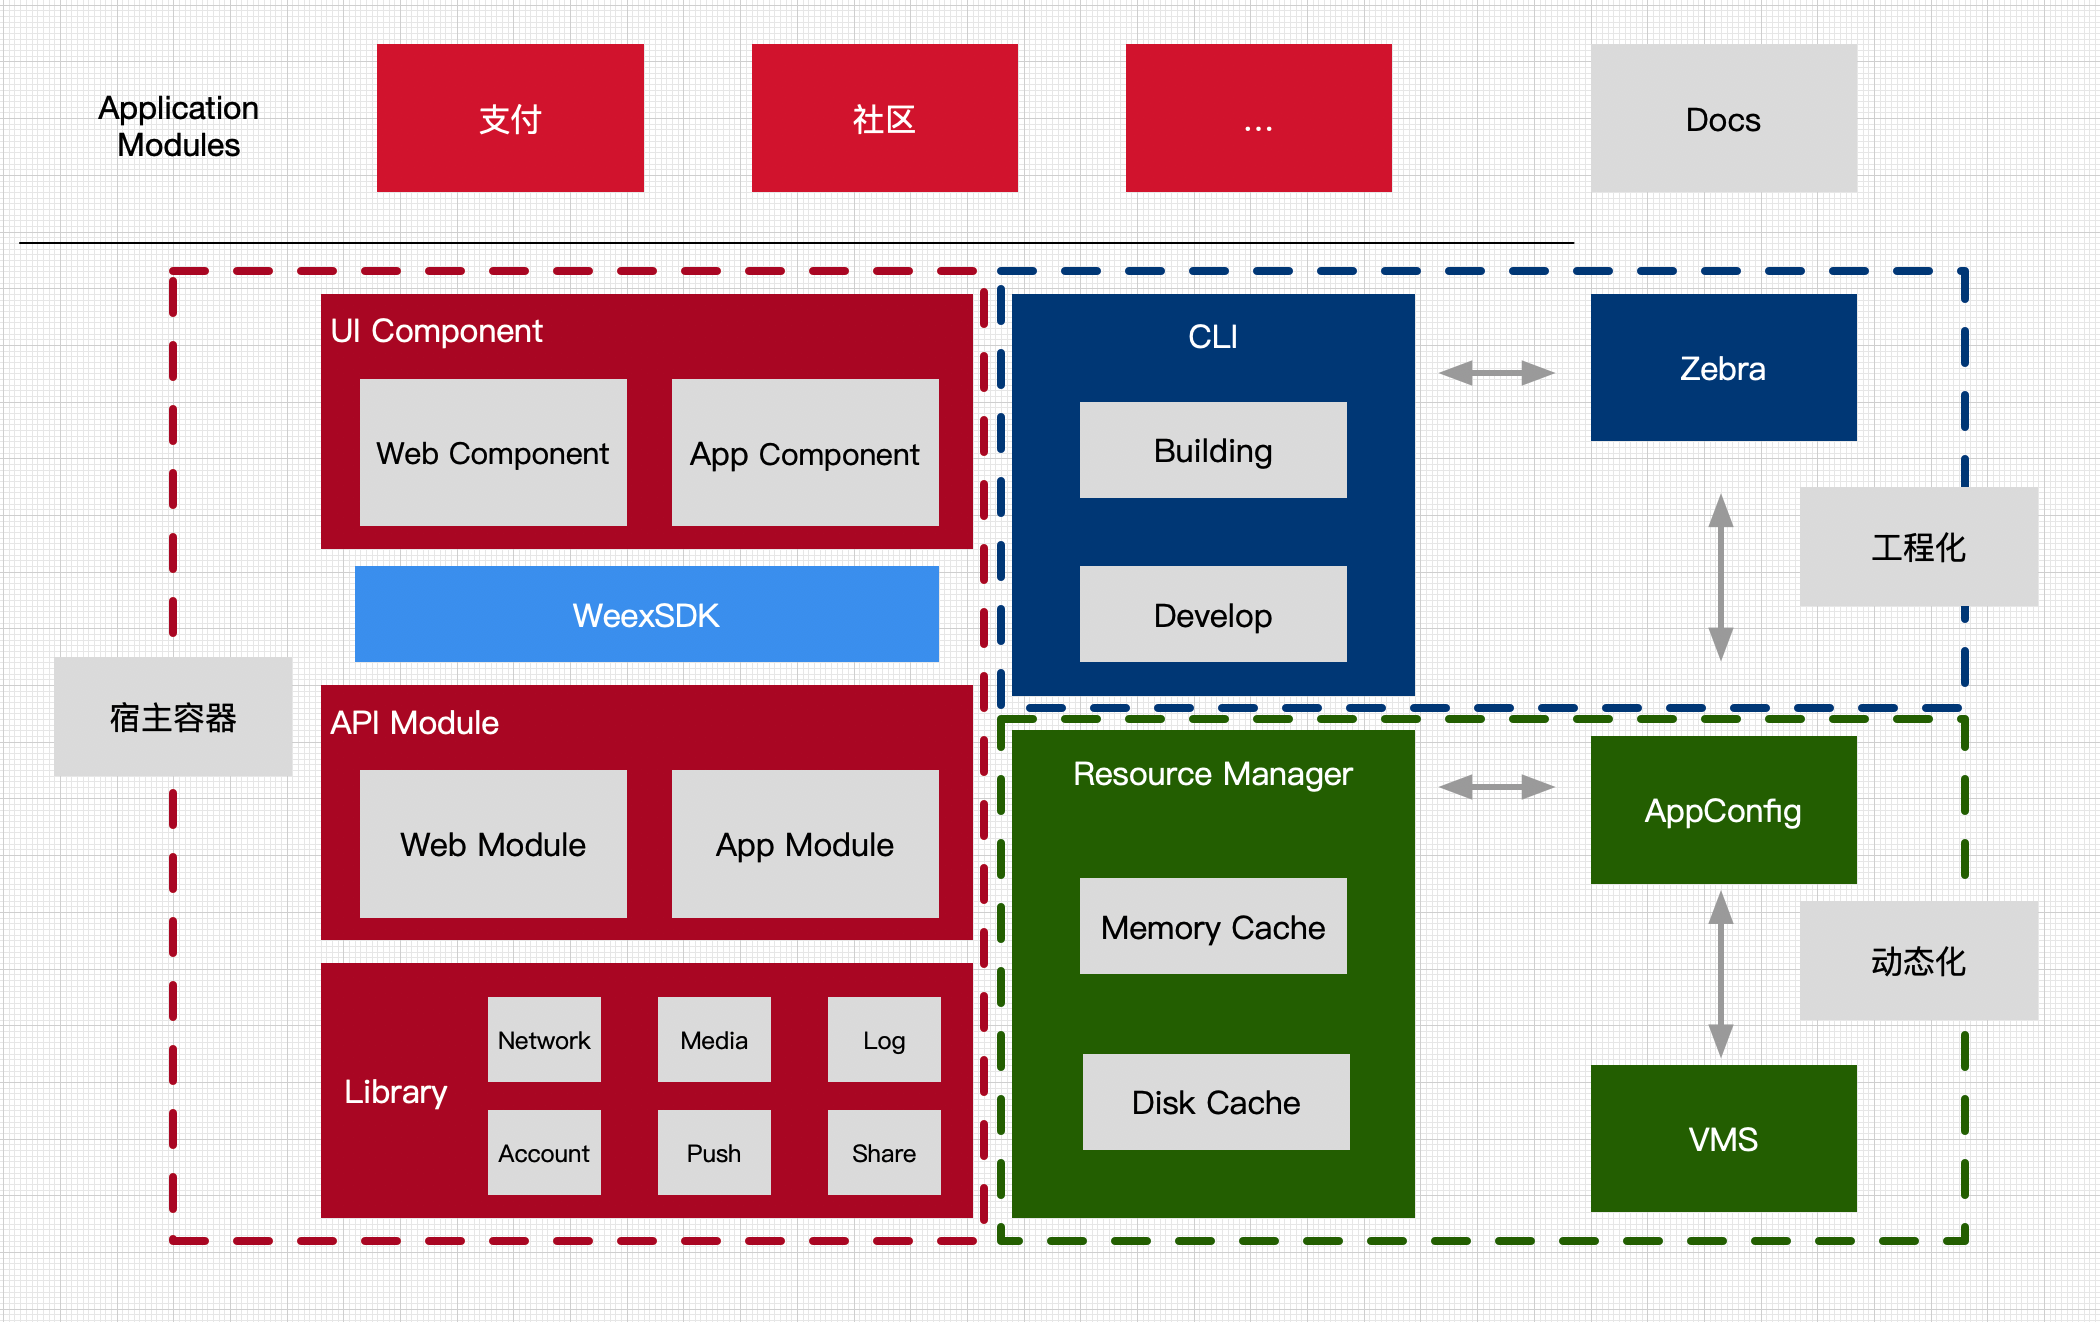 Application
Modules
支付
社区
...
Docs
UI Component
Web Component
App Component
WeexSDK
宿主容器
API Module
Web Module
App Module
Library
Network
Media
Log
Account
Push
Share
CLI
Building
Develop
Zebra
工程化
Resource Manager
Memory Cache
Disk Cache
AppConfig
动态化
VMS